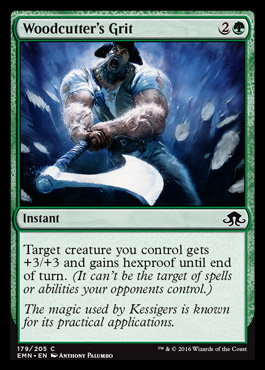 Woodcutter's Grit 2
Instant
Target creature you control gets
+3/+3 and gains hexproof until end
of turn. (It can't be the target of spells
or abilities your opponents control.)
The magic used by Kessigers is known
for its practical applications.
179/205 C
EMN • EN Anthony Palumbo
™ & © 2016 Wizards of the Coast